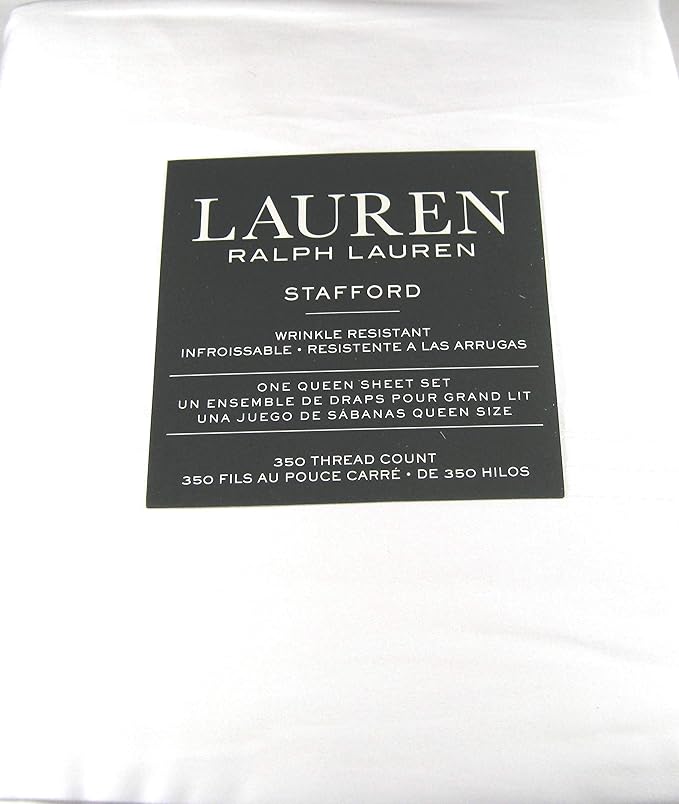 LAUREN
RALPH LAUREN
STAFFORD
WRINKLE RESISTANT
INFROISSABLE • RESISTENTE A LAS ARRUGAS
ONE QUEEN SHEET SET
UN ENSEMBLE DE DRAPS POUR GRAND LIT
UNA JUEGO DE SÁBANAS QUEEN SIZE
350 THREAD COUNT
350 FILS AU POUCE CARRÉ • DE 350 HILOS